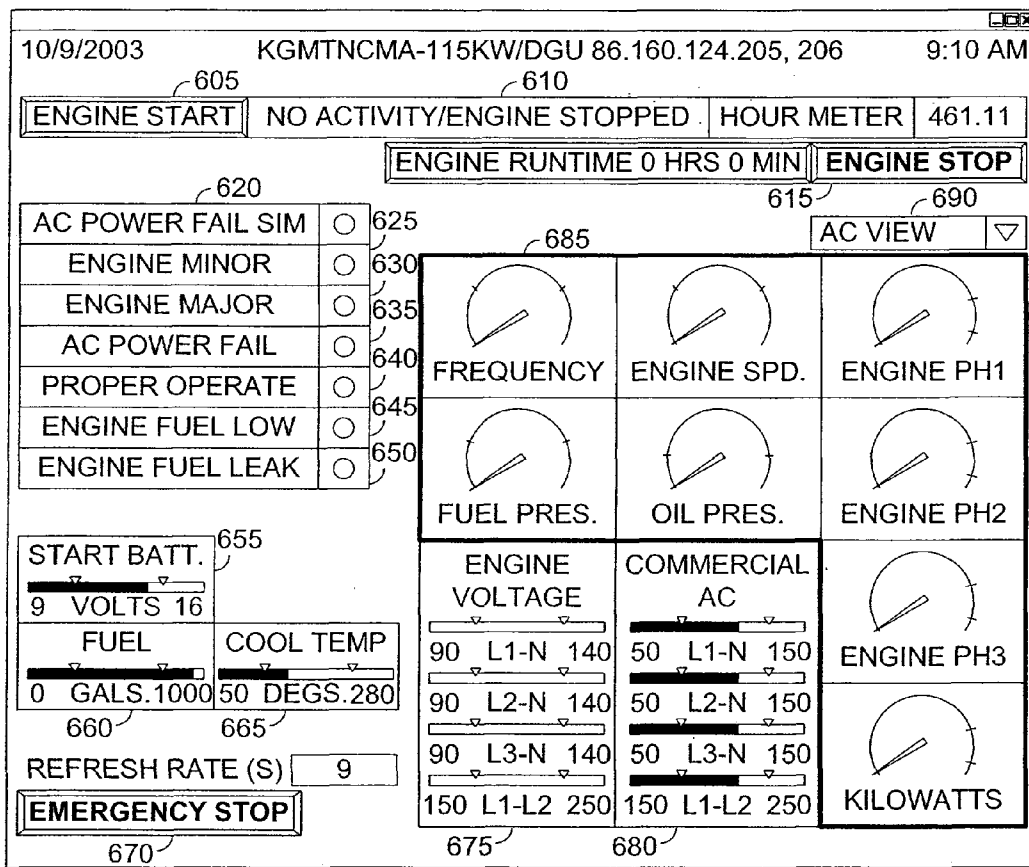 10/9/2003 KGMTNCMA-115KW/DGU 86.160.124.205, 206 9:10 AM
605 610
ENGINE START NO ACTIVITY/ENGINE STOPPED HOUR METER 461.11
ENGINE RUNTIME 0 HRS 0 MIN ENGINE STOP
620 615 690
AC POWER FAIL SIM 625 AC VIEW
685
ENGINE MINOR 630
ENGINE MAJOR 635
AC POWER FAIL 640
PROPER OPERATE 645
ENGINE FUEL LOW
ENGINE FUEL LEAK 650
FREQUENCY ENGINE SPD. ENGINE PH1
FUEL PRES. OIL PRES. ENGINE PH2
START BATT. 655
9 VOLTS 16
FUEL COOL TEMP
0 GALS. 1000 50 DEGS. 280
660 665
REFRESH RATE (S) 9
EMERGENCY STOP
670
ENGINE VOLTAGE
90 L1-N 140
90 L2-N 140
90 L3-N 140
150 L1-L2 250
675
COMMERCIAL AC
50 L1-N 150
50 L2-N 150
50 L3-N 150
150 L1-L2 250
680
ENGINE PH3
KILOWATTS